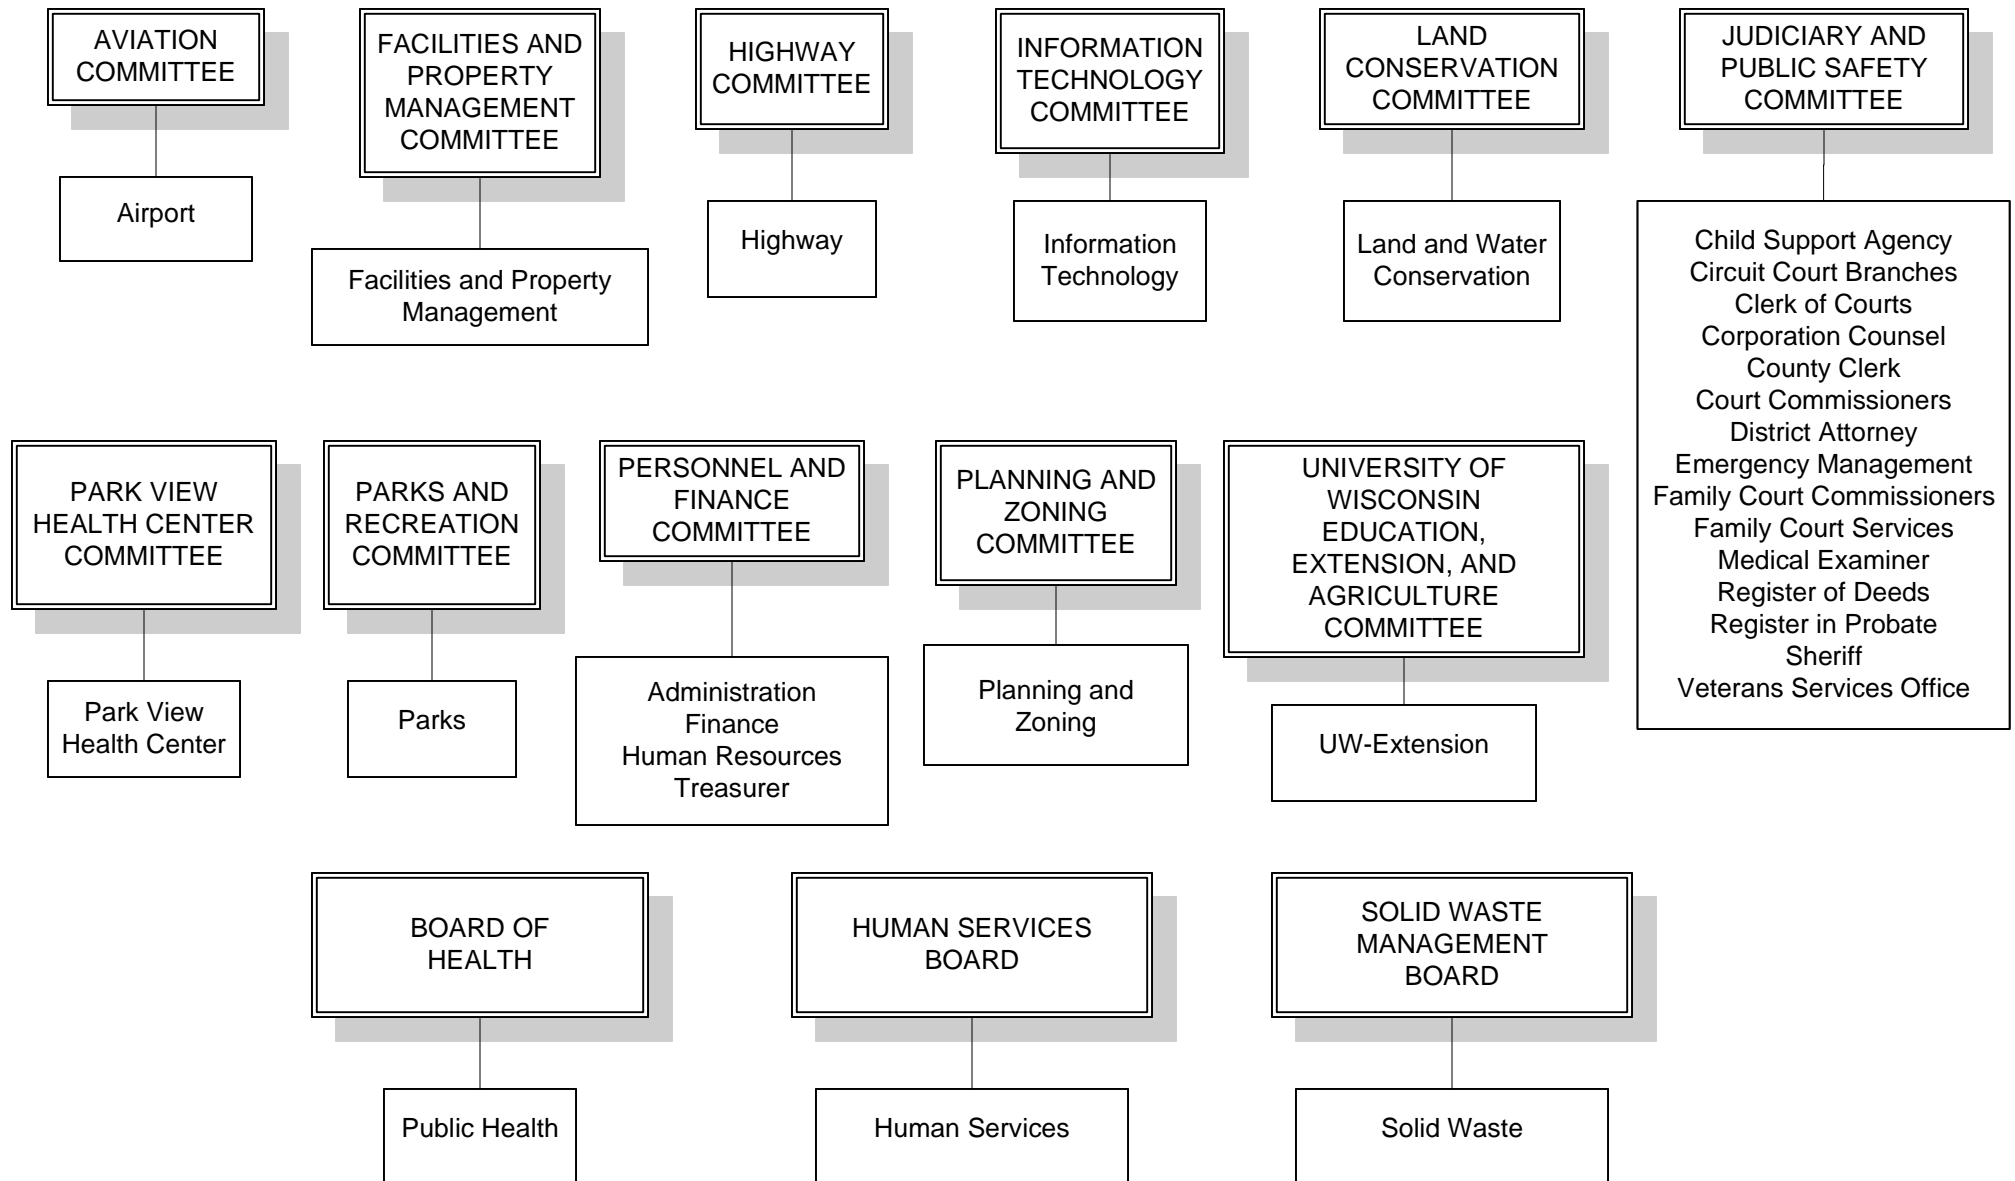 AVIATION
COMMITTEE
Airport
FACILITIES AND
PROPERTY
MANAGEMENT
COMMITTEE
Facilities and Property
Management
HIGHWAY
COMMITTEE
Highway
INFORMATION
TECHNOLOGY
COMMITTEE
Information
Technology
LAND
CONSERVATION
COMMITTEE
Land and Water
Conservation
JUDICIARY AND
PUBLIC SAFETY
COMMITTEE
Child Support Agency
Circuit Court Branches
Clerk of Courts
Corporation Counsel
County Clerk
Court Commissioners
District Attorney
Emergency Management
Family Court Commissioners
Family Court Services
Medical Examiner
Register of Deeds
Register in Probate
Sheriff
Veterans Services Office
PARK VIEW
HEALTH CENTER
COMMITTEE
Park View
Health Center
PARKS AND
RECREATION
COMMITTEE
Parks
PERSONNEL AND
FINANCE
COMMITTEE
Administration
Finance
Human Resources
Treasurer
PLANNING AND
ZONING
COMMITTEE
Planning and
Zoning
UNIVERSITY OF
WISCONSIN
EDUCATION,
EXTENSION, AND
AGRICULTURE
COMMITTEE
UW-Extension
BOARD OF
HEALTH
Public Health
HUMAN SERVICES
BOARD
Human Services
SOLID WASTE
MANAGEMENT
BOARD
Solid Waste